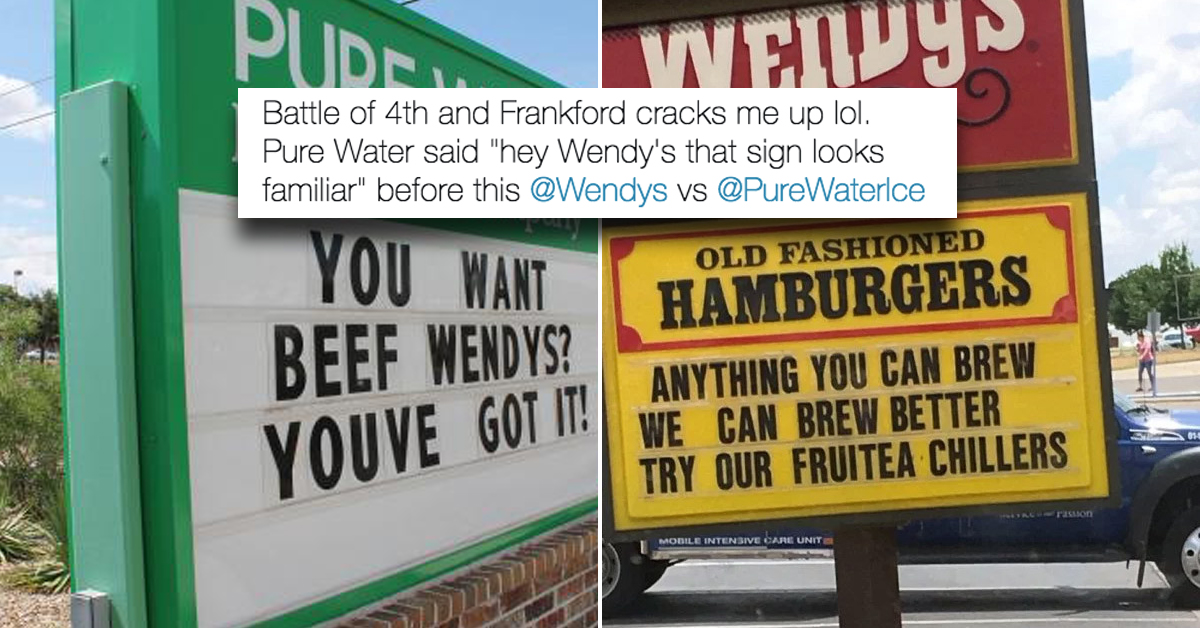 PURE
Battle of 4th and Frankford cracks me up lol.
Pure Water said "hey Wendy's that sign looks
familiar" before this @Wendys vs @PureWaterIce
YOU WANT
BEEF WENDYS?
YOUVE GOT IT!
WENDY'S
OLD FASHIONED
HAMBURGERS
ANYTHING YOU CAN BREW
WE CAN BREW BETTER
TRY OUR FRUITEA CHILLERS
MOBILE INTENSIVE CARE UNIT